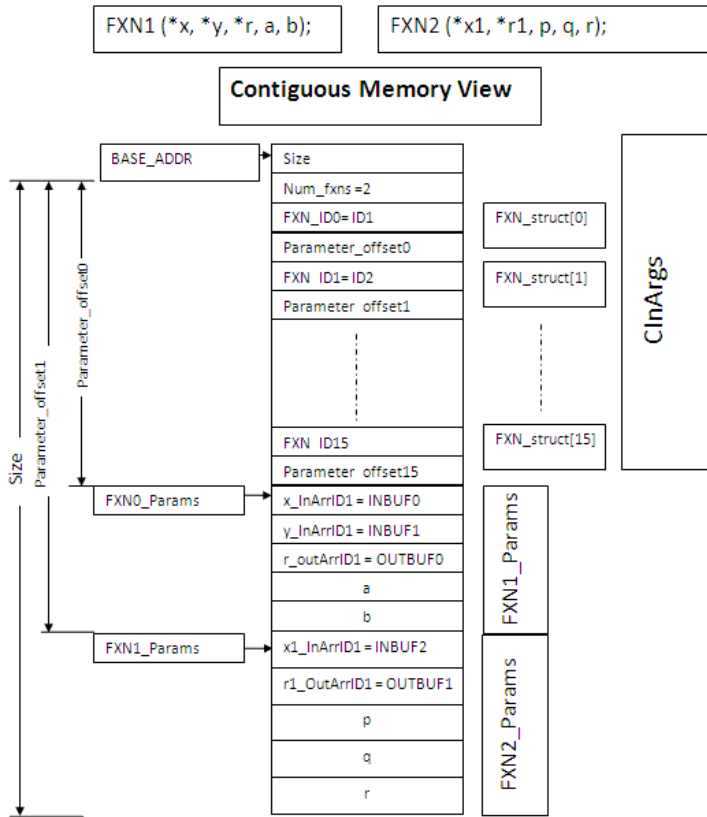 FXN1 (*x, *y, *r, a, b);
FXN2 (*x1, *r1, p, q, r);
Contiguous Memory View
BASE_ADDR
Size
Num_fxns =2
FXN_ID0= ID1
Parameter_offset0
FXN_ID1= ID2
Parameter_offset1
FXN_ID15
Parameter_offset15
x_InArrID1 = INBUF0
y_InArrID1 = INBUF1
r_outArrID1 = OUTBUF0
a
b
x1_InArrID1 = INBUF2
r1_OutArrID1 = OUTBUF1
p
q
r
FXN_struct[0]
FXN_struct[1]
FXN_struct[15]
CInArgs
FXN0_Params
FXN1_Params
FXN1_Params
FXN2_Params
Size
Parameter_offset1
Parameter_offset0